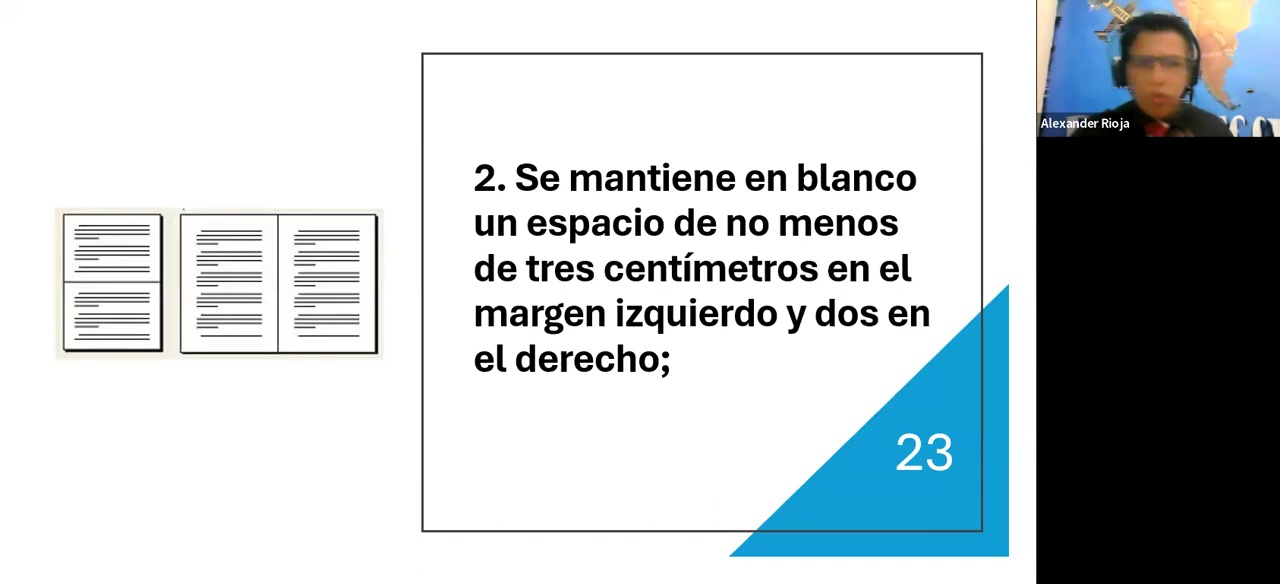 2. Se mantiene en blanco
un espacio de no menos
de tres centímetros en el
margen izquierdo y dos en
el derecho;
23
Alexander Rioja